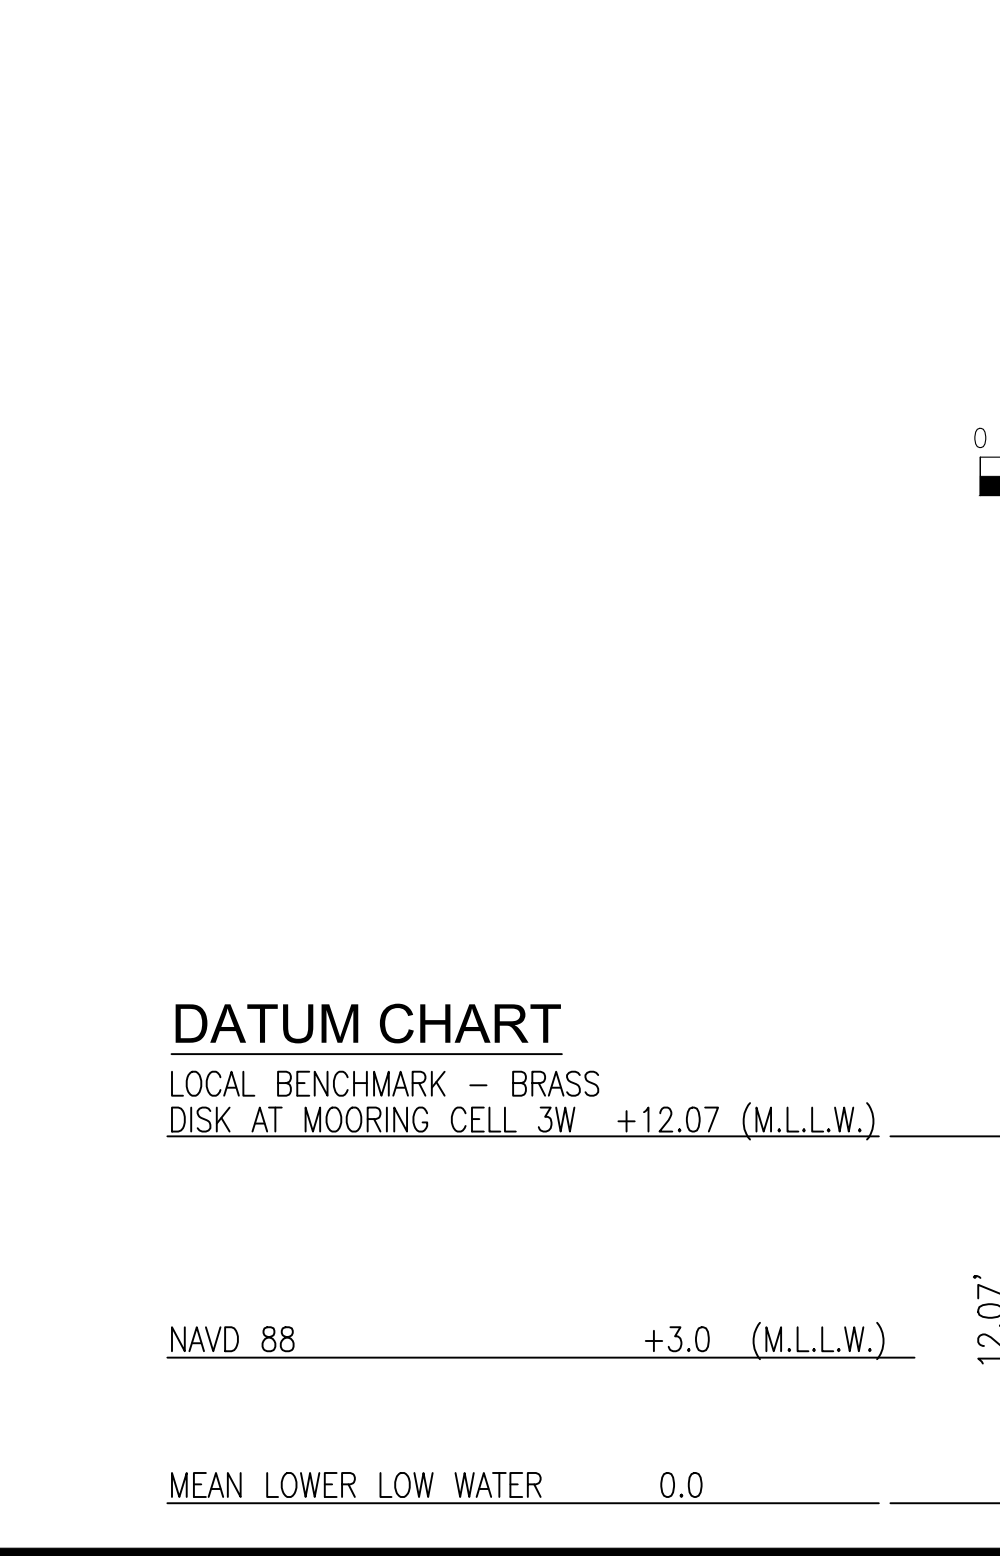 0
DATUM CHART
LOCAL BENCHMARK – BRASS
DISK AT MOORING CELL 3W +12.07 (M.L.L.W.)
12.07'
NAVD 88 +3.0 (M.L.L.W.)
MEAN LOWER LOW WATER 0.0